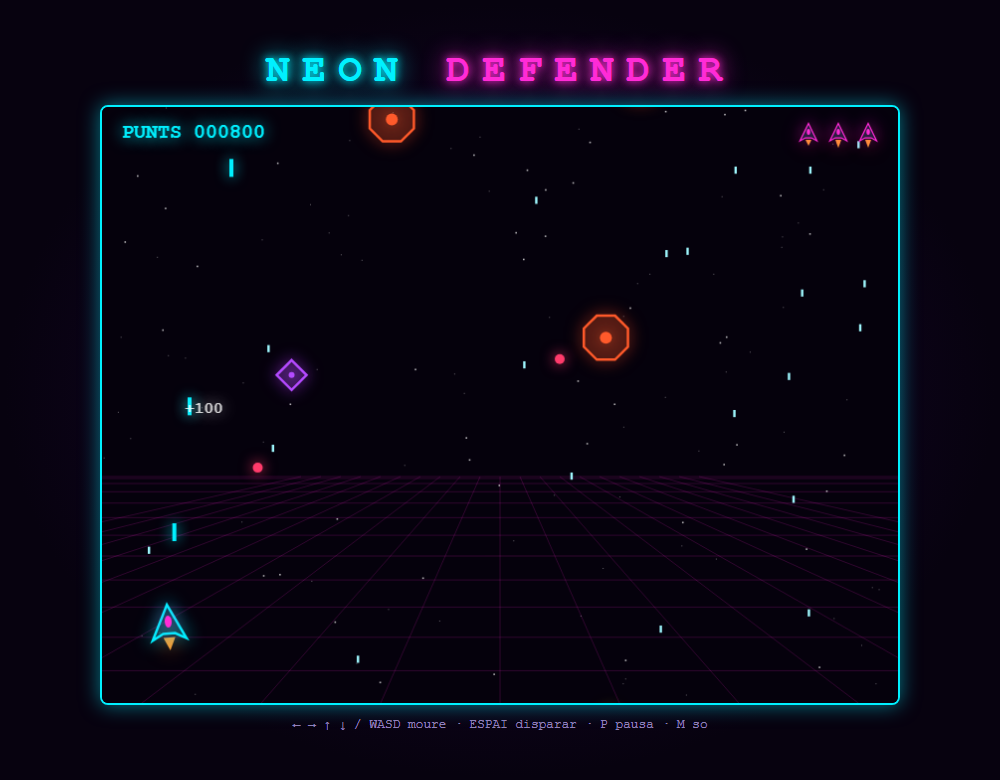 NEON DEFENDER
PUNTS 000800
+100
← → ↑ ↓ / WASD moure · ESPAI disparar · P pausa · M so